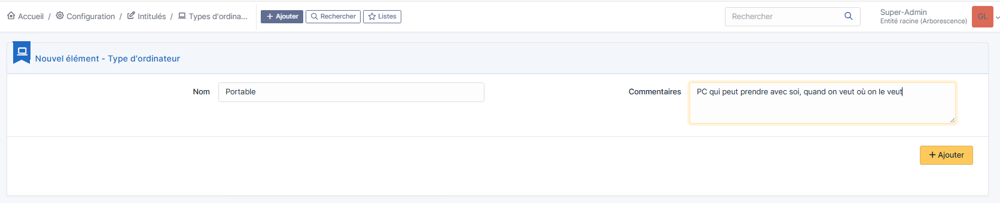 Accueil / Configuration / Intitulés / Types d'ordina... + Ajouter Rechercher Listes Rechercher Super-Admin GL
Entité racine (Arborescence)
Nouvel élément - Type d'ordinateur
Nom Portable Commentaires PC qui peut prendre avec soi, quand on veut où on le veut
+ Ajouter